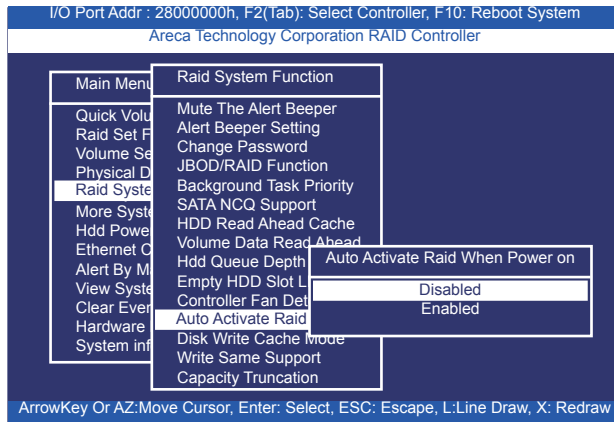 I/O Port Addr : 28000000h, F2(Tab): Select Controller, F10: Reboot System
Areca Technology Corporation RAID Controller
Main Menu
Quick Volu
Raid Set F
Volume Se
Physical D
Raid Syste
More Syste
Hdd Power
Ethernet C
Alert By M
View Syste
Clear Even
Hardware
System inf
Raid System Function
Mute The Alert Beeper
Alert Beeper Setting
Change Password
JBOD/RAID Function
Background Task Priority
SATA NCQ Support
HDD Read Ahead Cache
Volume Data Read Ahead
Hdd Queue Depth
Empty HDD Slot L
Controller Fan Det
Auto Activate Raid
Disk Write Cache Mode
Write Same Support
Capacity Truncation
Auto Activate Raid When Power on
Disabled
Enabled
ArrowKey Or AZ:Move Cursor, Enter: Select, ESC: Escape, L:Line Draw, X: Redraw